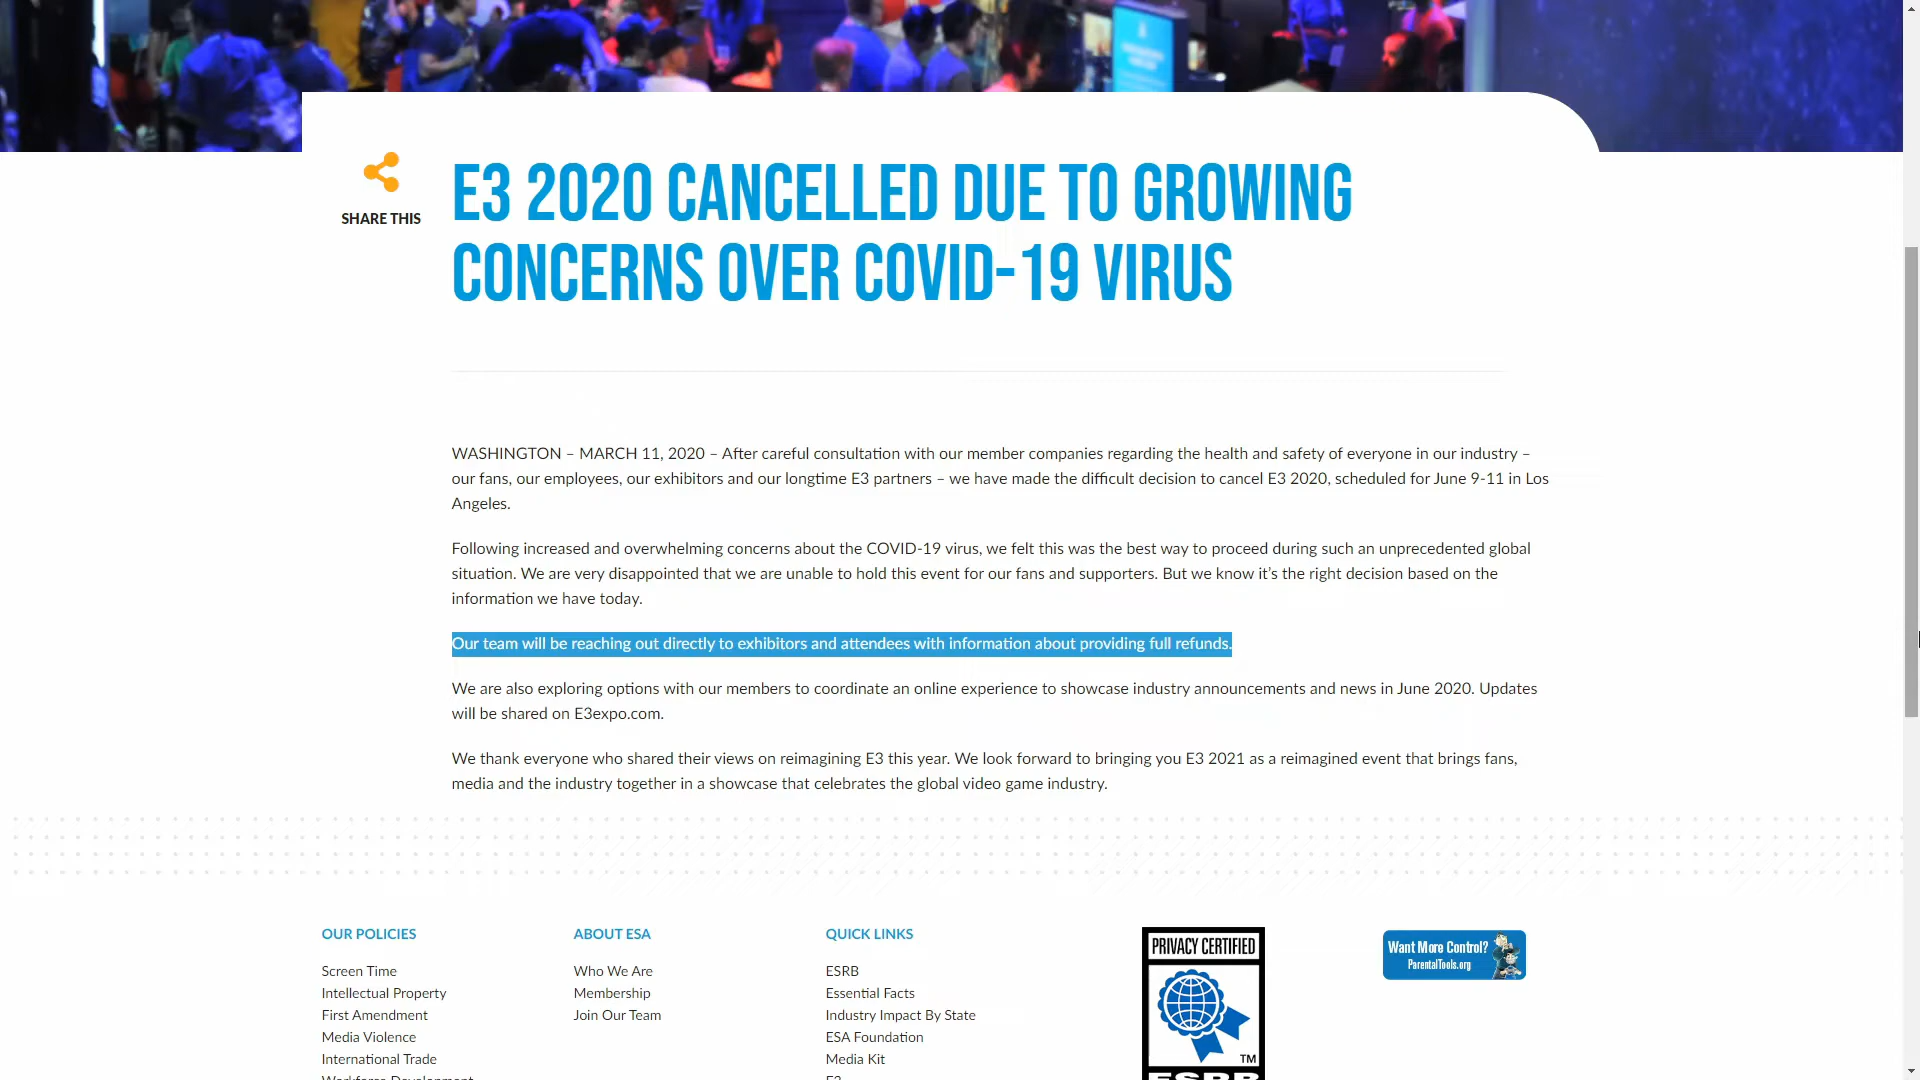 SHARE THIS
E3 2020 CANCELLED DUE TO GROWING
CONCERNS OVER COVID-19 VIRUS
WASHINGTON – MARCH 11, 2020 – After careful consultation with our member companies regarding the health and safety of everyone in our industry –
our fans, our employees, our exhibitors and our longtime E3 partners – we have made the difficult decision to cancel E3 2020, scheduled for June 9-11 in Los
Angeles.
Following increased and overwhelming concerns about the COVID-19 virus, we felt this was the best way to proceed during such an unprecedented global
situation. We are very disappointed that we are unable to hold this event for our fans and supporters. But we know it’s the right decision based on the
information we have today.
Our team will be reaching out directly to exhibitors and attendees with information about providing full refunds.
We are also exploring options with our members to coordinate an online experience to showcase industry announcements and news in June 2020. Updates
will be shared on E3expo.com.
We thank everyone who shared their views on reimagining E3 this year. We look forward to bringing you E3 2021 as a reimagined event that brings fans,
media and the industry together in a showcase that celebrates the global video game industry.
OUR POLICIES
Screen Time
Intellectual Property
First Amendment
Media Violence
International Trade
Workforce Development
ABOUT ESA
Who We Are
Membership
Join Our Team
QUICK LINKS
ESRB
Essential Facts
Industry Impact By State
ESA Foundation
Media Kit
E3
PRIVACY CERTIFIED
TM
ESRB
Want More Control?
ParentalTools.org